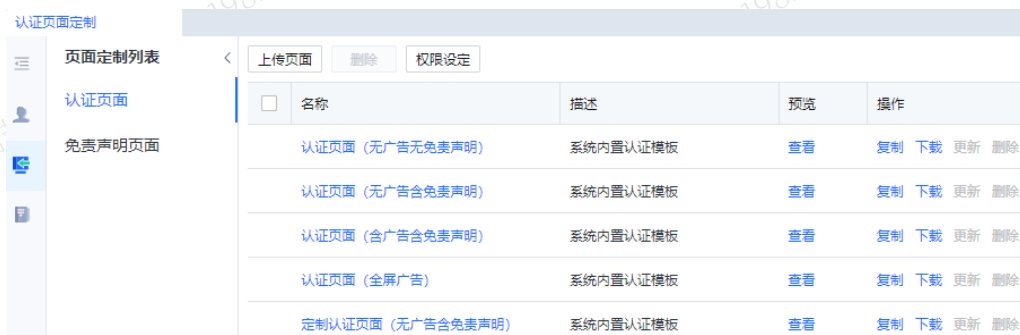 认证页面定制
页面定制列表
认证页面
免责声明页面
上传页面 删除 权限设定
名称 描述 预览 操作
认证页面（无广告无免责声明） 系统内置认证模板 查看 复制 下载 更新 删除
认证页面（无广告含免责声明） 系统内置认证模板 查看 复制 下载 更新 删除
认证页面（含广告含免责声明） 系统内置认证模板 查看 复制 下载 更新 删除
认证页面（全屏广告） 系统内置认证模板 查看 复制 下载 更新 删除
定制认证页面（无广告含免责声明） 系统内置认证模板 查看 复制 下载 更新 删除